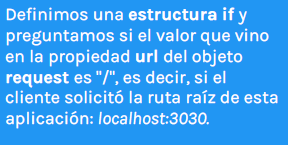 Definimos una estructura if y
preguntamos si el valor que vino
en la propiedad url del objeto
request es "/", es decir, si el
cliente solicitó la ruta raíz de esta
aplicación: localhost:3030.